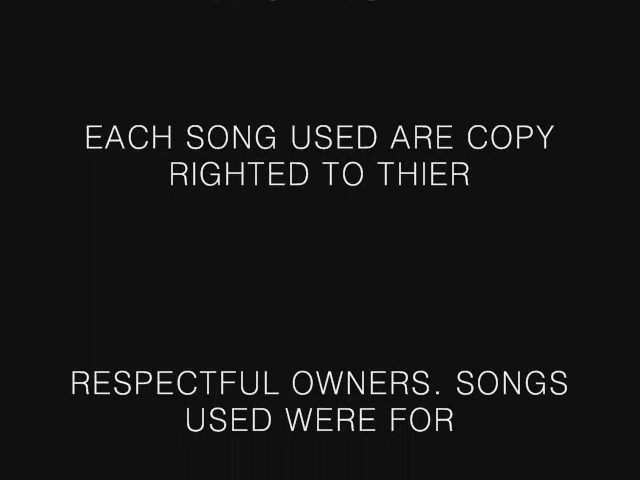 EACH SONG USED ARE COPY
RIGHTED TO THIER
RESPECTFUL OWNERS. SONGS
USED WERE FOR